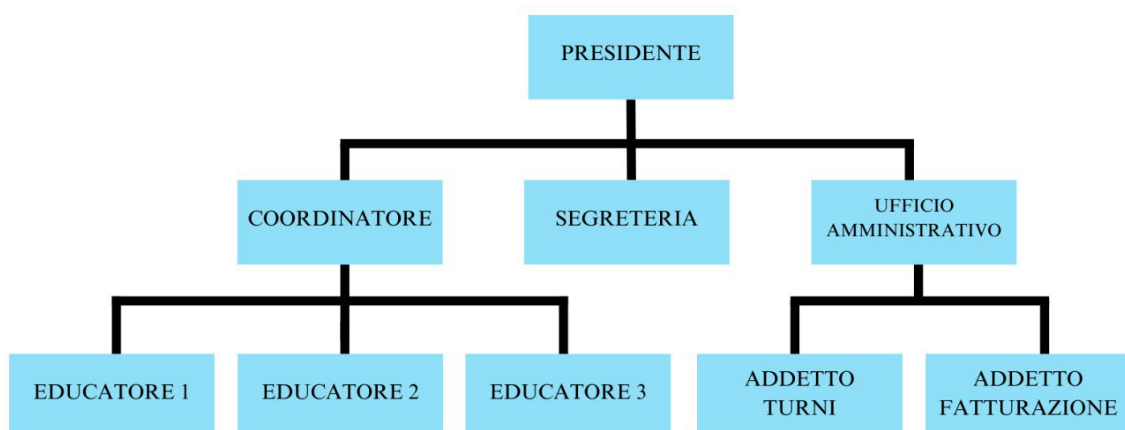 PRESIDENTE
COORDINATORE
SEGRETERIA
UFFICIO
AMMINISTRATIVO
EDUCATORE 1
EDUCATORE 2
EDUCATORE 3
ADDETTO
TURNI
ADDETTO
FATTURAZIONE